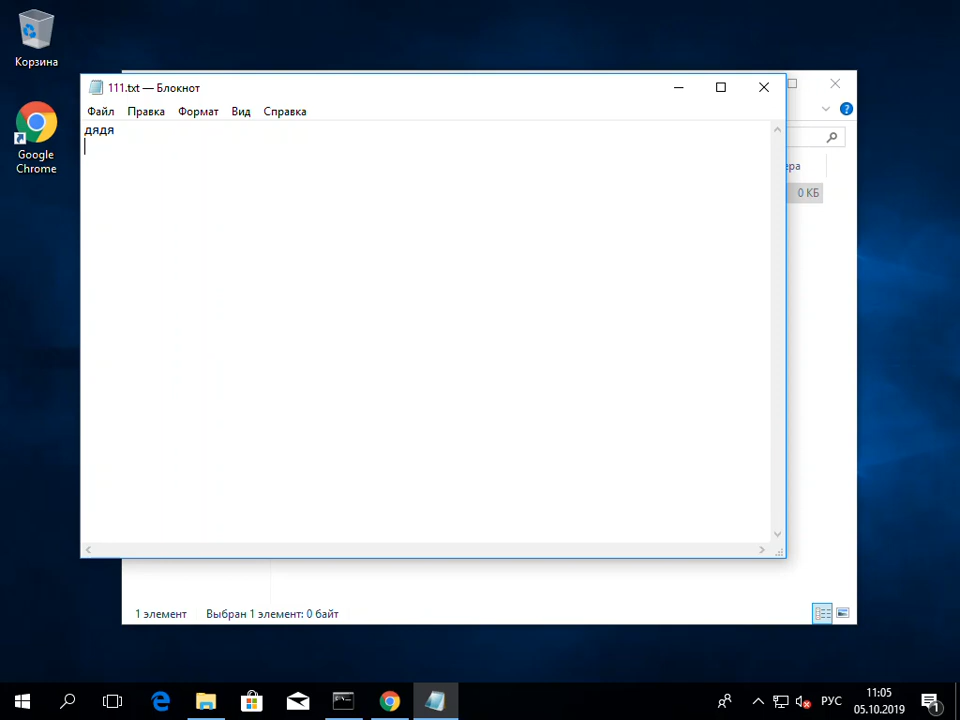 Корзина
Google
Chrome
111.txt — Блокнот
Файл Правка Формат Вид Справка
дядя
0 КБ
1 элемент Выбран 1 элемент: 0 байт
РУС
11:05
05.10.2019
1